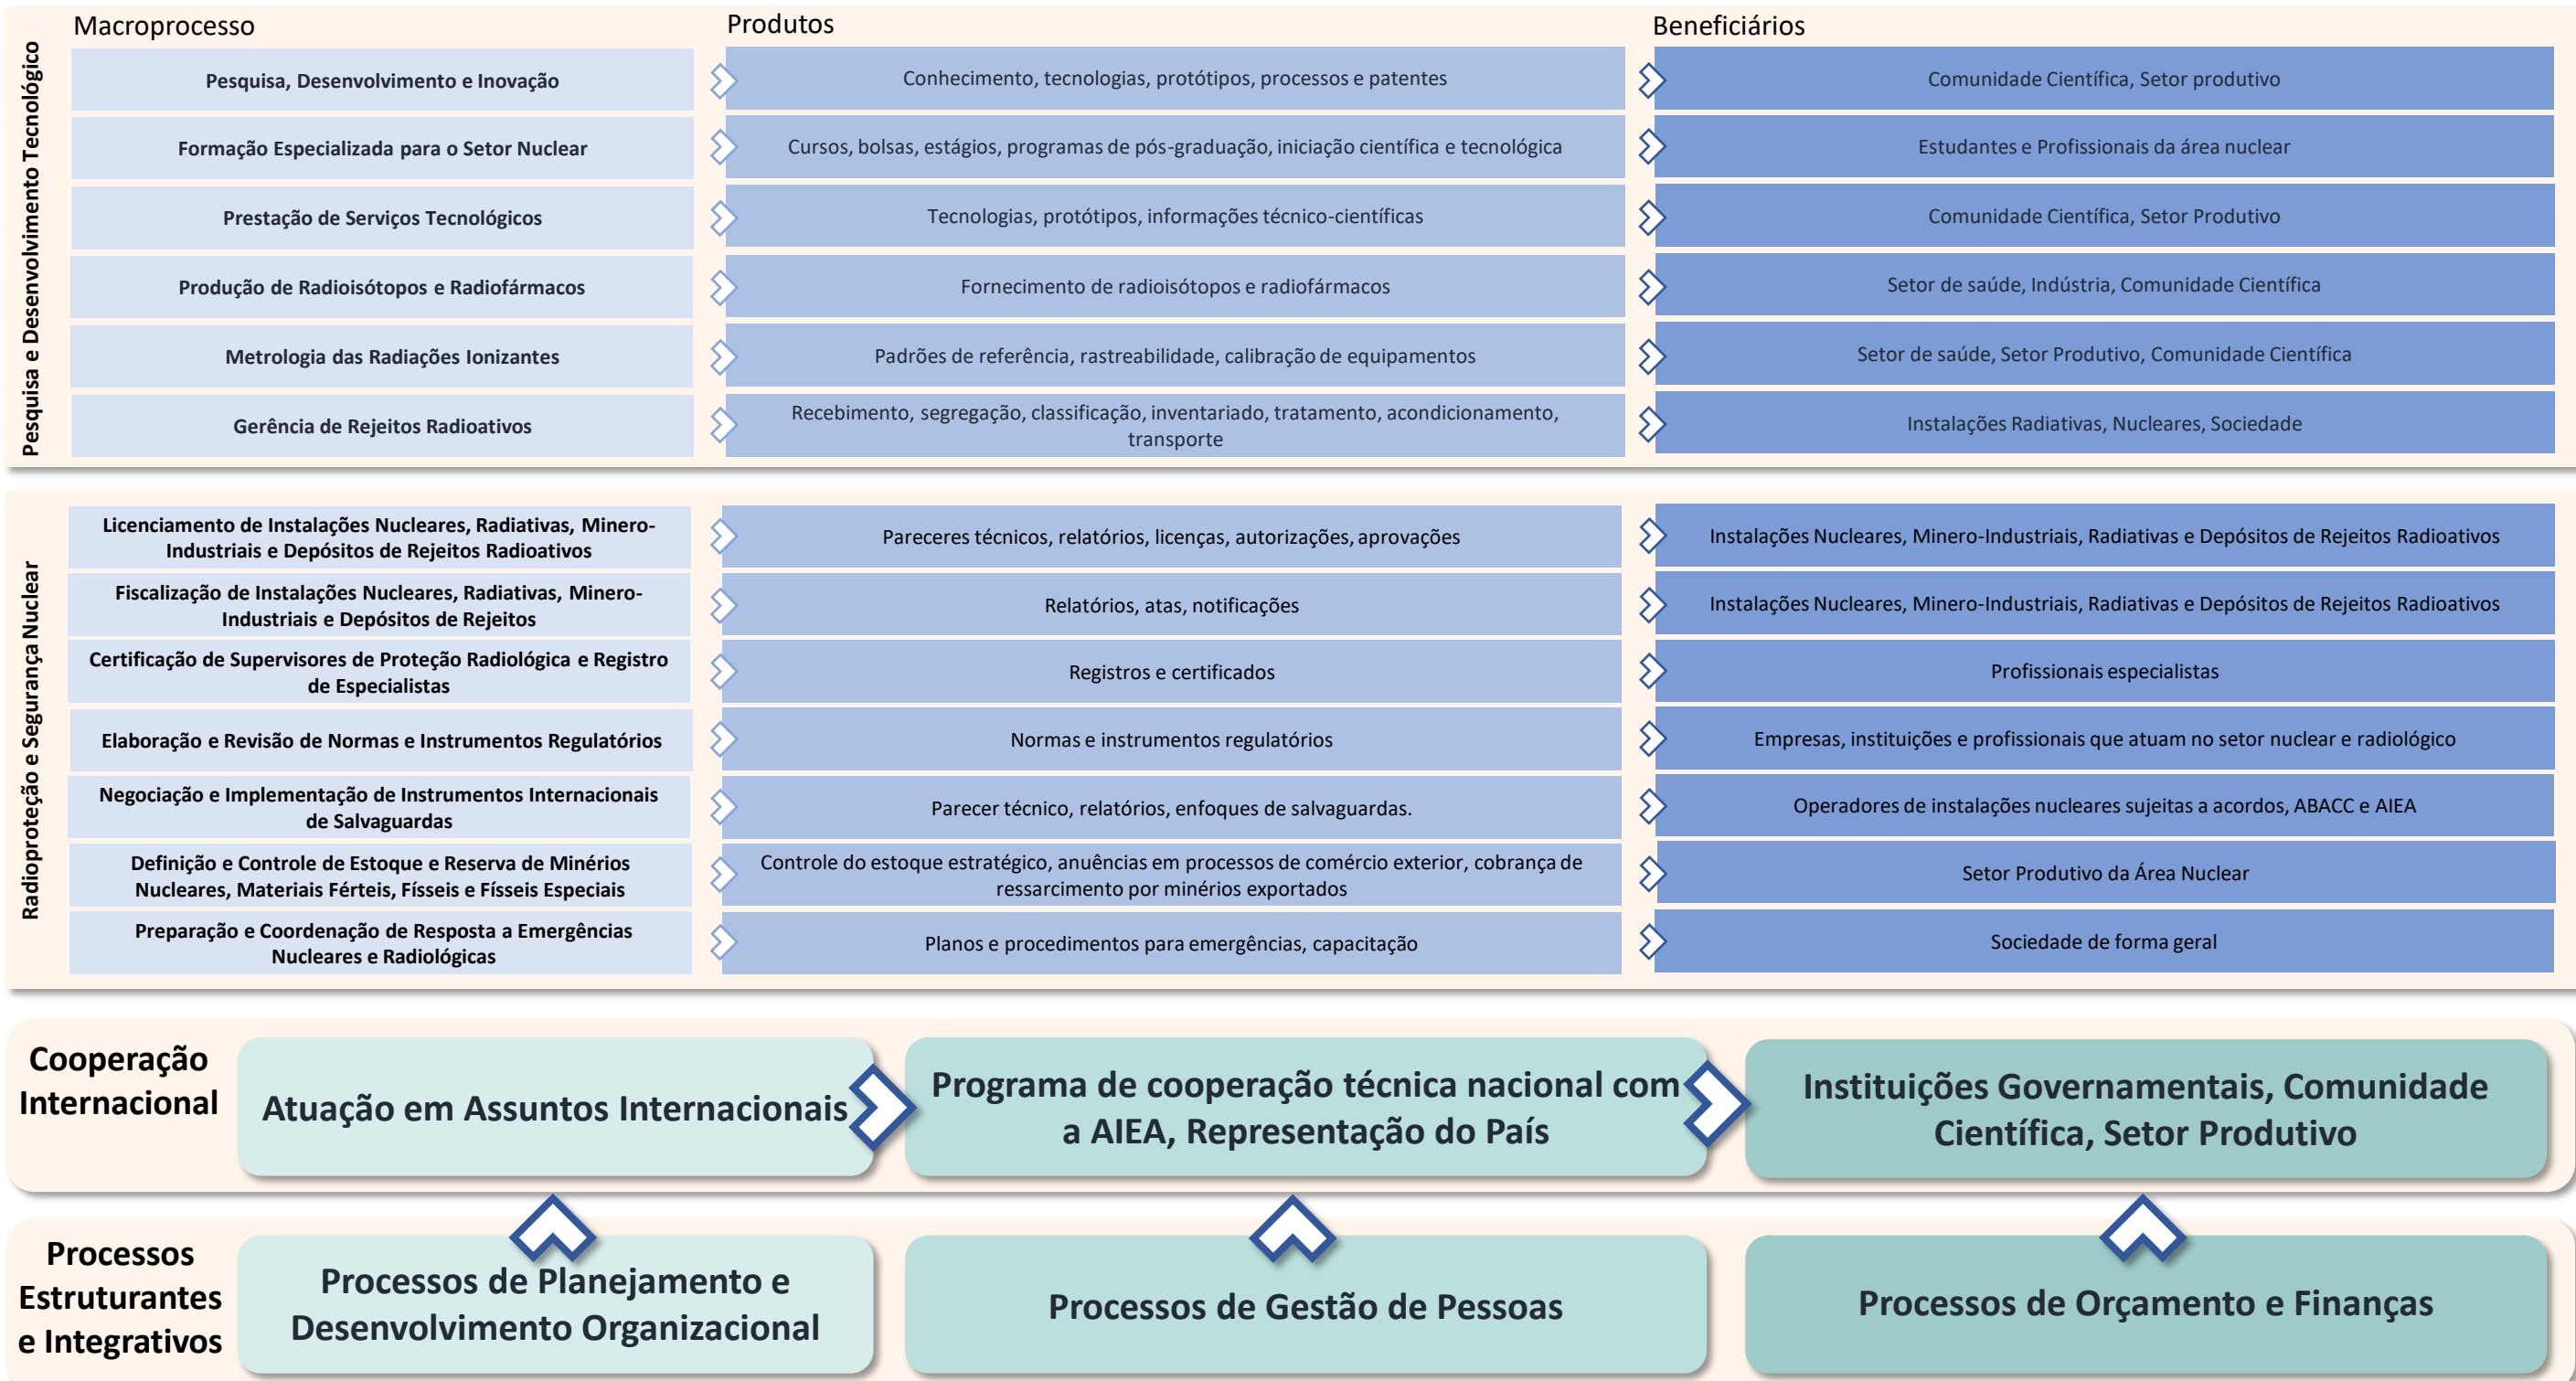 Macroprocesso
Produtos
Beneficiários
Pesquisa e Desenvolvimento Tecnológico
Pesquisa, Desenvolvimento e Inovação
Conhecimento, tecnologias, protótipos, processos e patentes
Comunidade Científica, Setor produtivo
Formação Especializada para o Setor Nuclear
Cursos, bolsas, estágios, programas de pós-graduação, iniciação científica e tecnológica
Estudantes e Profissionais da área nuclear
Prestação de Serviços Tecnológicos
Tecnologias, protótipos, informações técnico-científicas
Comunidade Científica, Setor Produtivo
Produção de Radioisótopos e Radiofármacos
Fornecimento de radioisótopos e radiofármacos
Setor de saúde, Indústria, Comunidade Científica
Metrologia das Radiações Ionizantes
Padrões de referência, rastreabilidade, calibração de equipamentos
Setor de saúde, Setor Produtivo, Comunidade Científica
Gerência de Rejeitos Radioativos
Recebimento, segregação, classificação, inventariado, tratamento, acondicionamento,
transporte
Instalações Radiativas, Nucleares, Sociedade
Radioproteção e Segurança Nuclear
Licenciamento de Instalações Nucleares, Radiativas, Minero-
Industriais e Depósitos de Rejeitos Radioativos
Pareceres técnicos, relatórios, licenças, autorizações, aprovações
Instalações Nucleares, Minero-Industriais, Radiativas e Depósitos de Rejeitos Radioativos
Fiscalização de Instalações Nucleares, Radiativas, Minero-
Industriais e Depósitos de Rejeitos
Relatórios, atas, notificações
Instalações Nucleares, Minero-Industriais, Radiativas e Depósitos de Rejeitos Radioativos
Certificação de Supervisores de Proteção Radiológica e Registro
de Especialistas
Registros e certificados
Profissionais especialistas
Elaboração e Revisão de Normas e Instrumentos Regulatórios
Normas e instrumentos regulatórios
Empresas, instituições e profissionais que atuam no setor nuclear e radiológico
Negociação e Implementação de Instrumentos Internacionais
de Salvaguardas
Parecer técnico, relatórios, enfoques de salvaguardas.
Operadores de instalações nucleares sujeitas a acordos, ABACC e AIEA
Definição e Controle de Estoque e Reserva de Minérios
Nucleares, Materiais Férteis, Físseis e Físseis Especiais
Controle do estoque estratégico, anuências em processos de comércio exterior, cobrança de
ressarcimento por minérios exportados
Setor Produtivo da Área Nuclear
Preparação e Coordenação de Resposta a Emergências
Nucleares e Radiológicas
Planos e procedimentos para emergências, capacitação
Sociedade de forma geral
Cooperação
Internacional
Atuação em Assuntos Internacionais
Programa de cooperação técnica nacional com
a AIEA, Representação do País
Instituições Governamentais, Comunidade
Científica, Setor Produtivo
Processos
Estruturantes
e Integrativos
Processos de Planejamento e
Desenvolvimento Organizacional
Processos de Gestão de Pessoas
Processos de Orçamento e Finanças